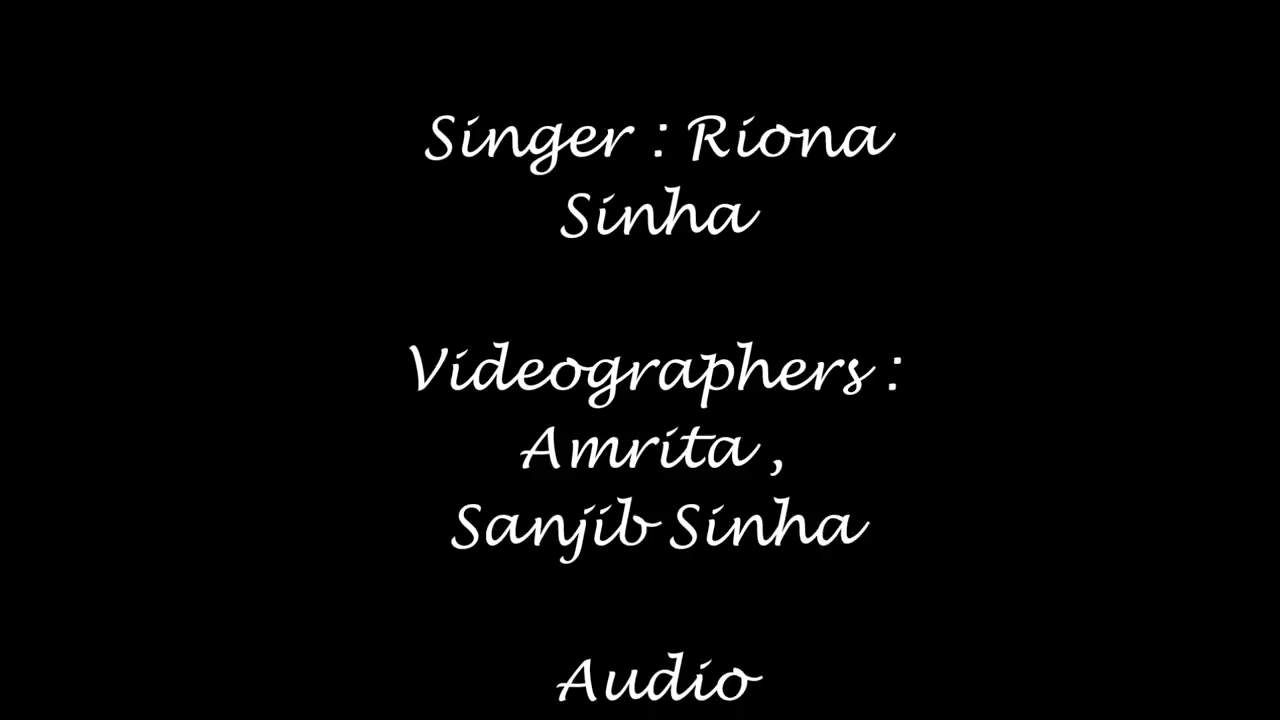 Singer : Riona
Sinha
Videographers :
Amrita ,
Sanjib Sinha
Audio